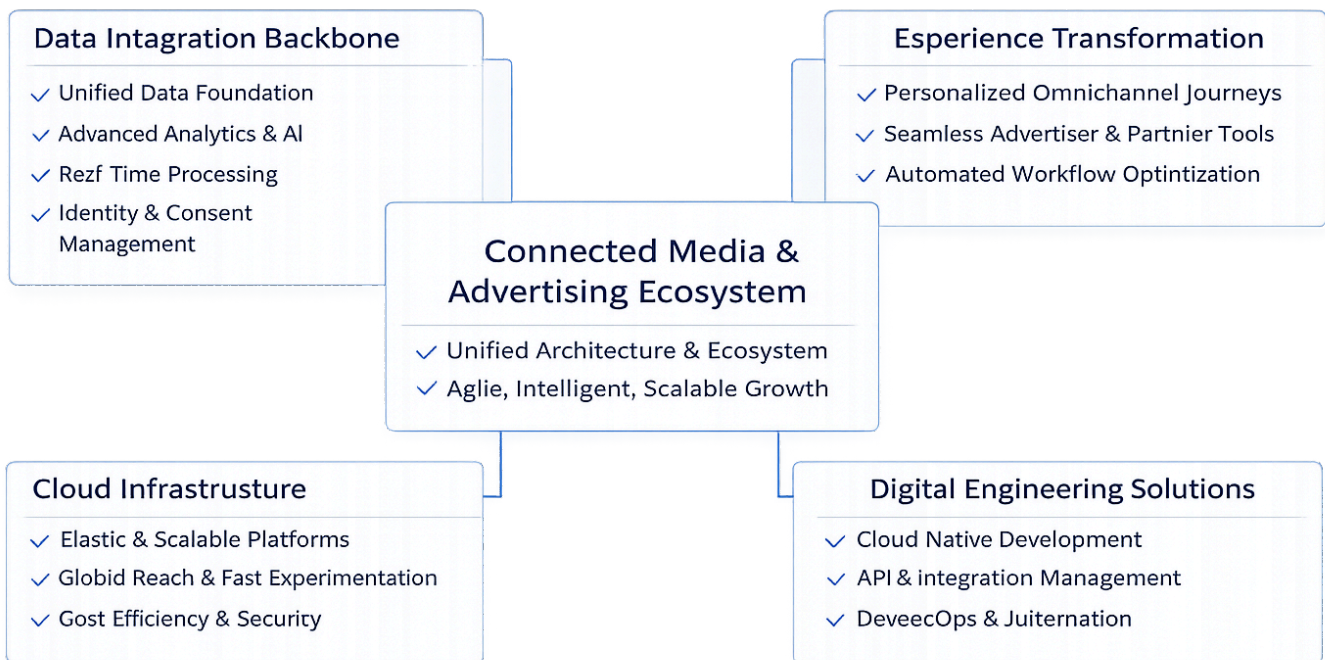 Data Intagration Backbone
Unified Data Foundation
Advanced Analytics & AI
Rezf Time Processing
Identity & Consent
Management
Esperience Transformation
Personalized Omnichannel Journeys
Seamless Advertiser & Partnier Tools
Automated Workflow Optintization
Connected Media &
Advertising Ecosystem
Unified Architecture & Ecosystem
Aglie, Intelligent, Scalable Growth
Cloud Infrastrusture
Elastic & Scalable Platforms
Globid Reach & Fast Experimentation
Gost Efficiency & Security
Digital Engineering Solutions
Cloud Native Development
API & integration Management
DeveecOps & Juiternation